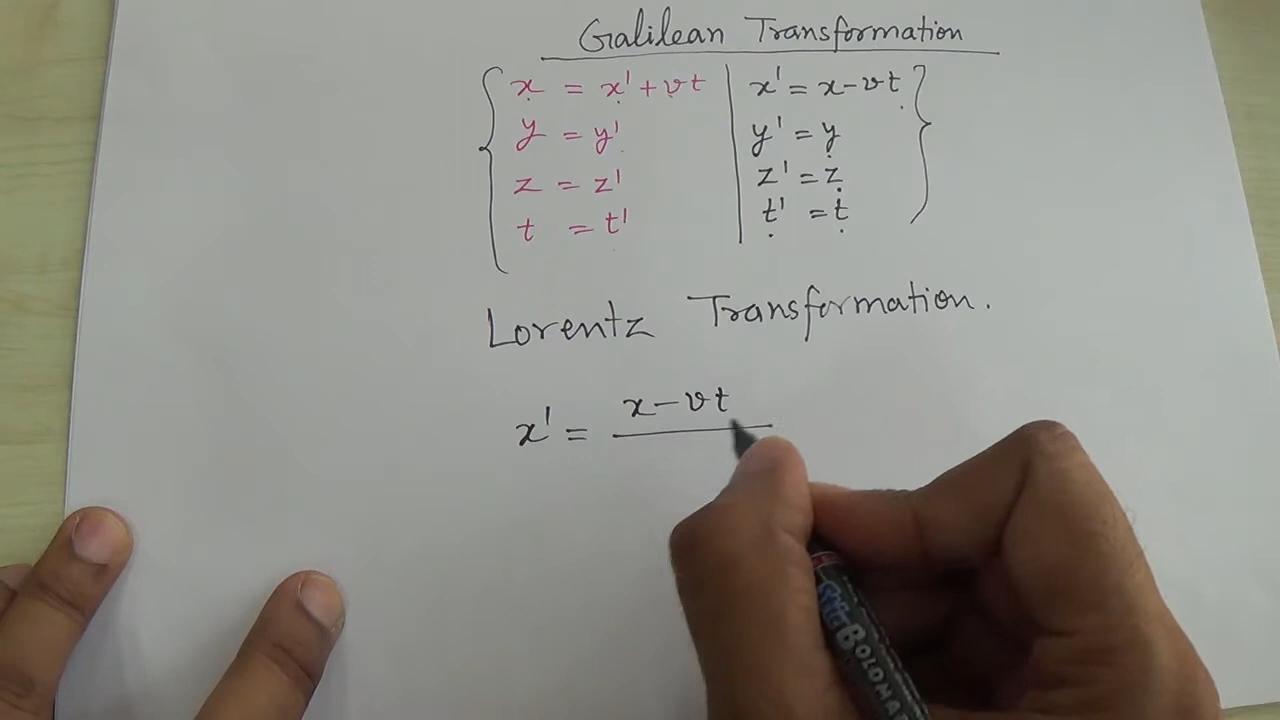 Galilean Transformation
x = x' + vt | x' = x - vt
y = y' | y' = y
z = z' | z' = z
t = t' | t' = t
Lorentz Transformation.
x' = x - vt